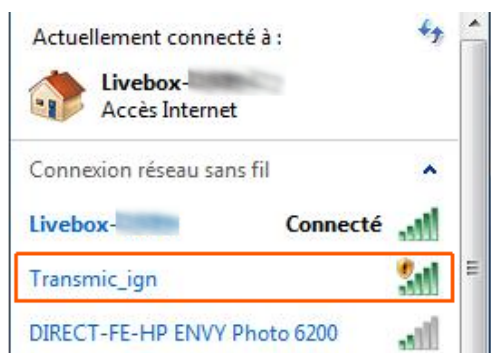 Actuellement connecté à :
Livebox-
Accès Internet
Connexion réseau sans fil
Livebox- Connecté
Transmic_ign
DIRECT-FE-HP ENVY Photo 6200